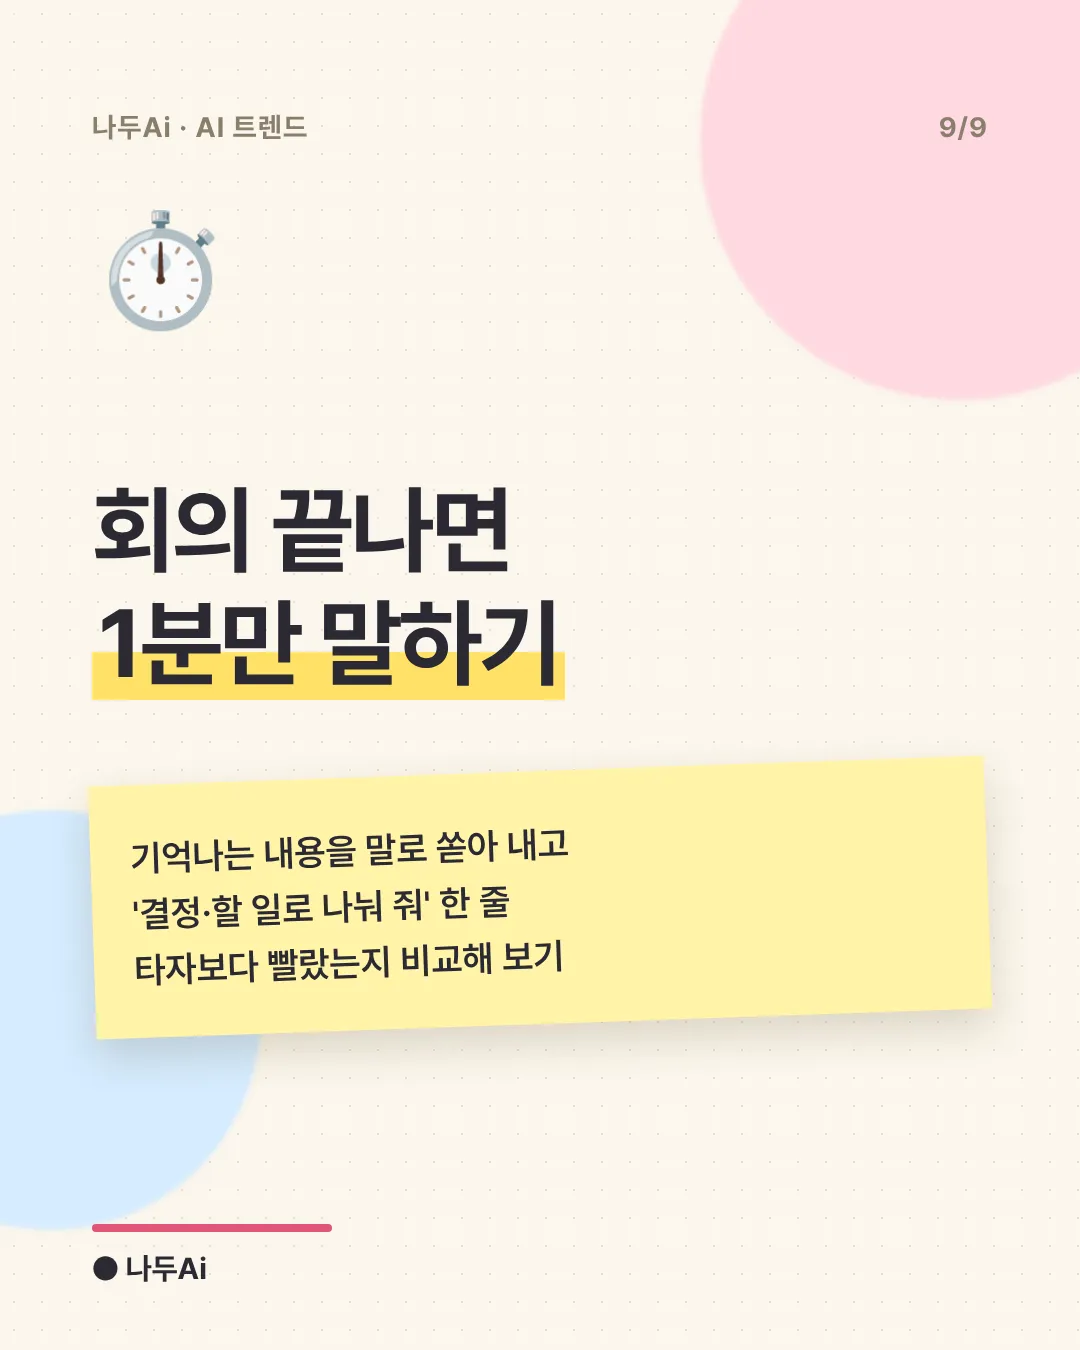 나두Ai · AI 트렌드
9/9
회의 끝나면
1분만 말하기
기억나는 내용을 말로 쏟아 내고
'결정·할 일로 나눠 줘' 한 줄
타자보다 빨랐는지 비교해 보기
나두Ai